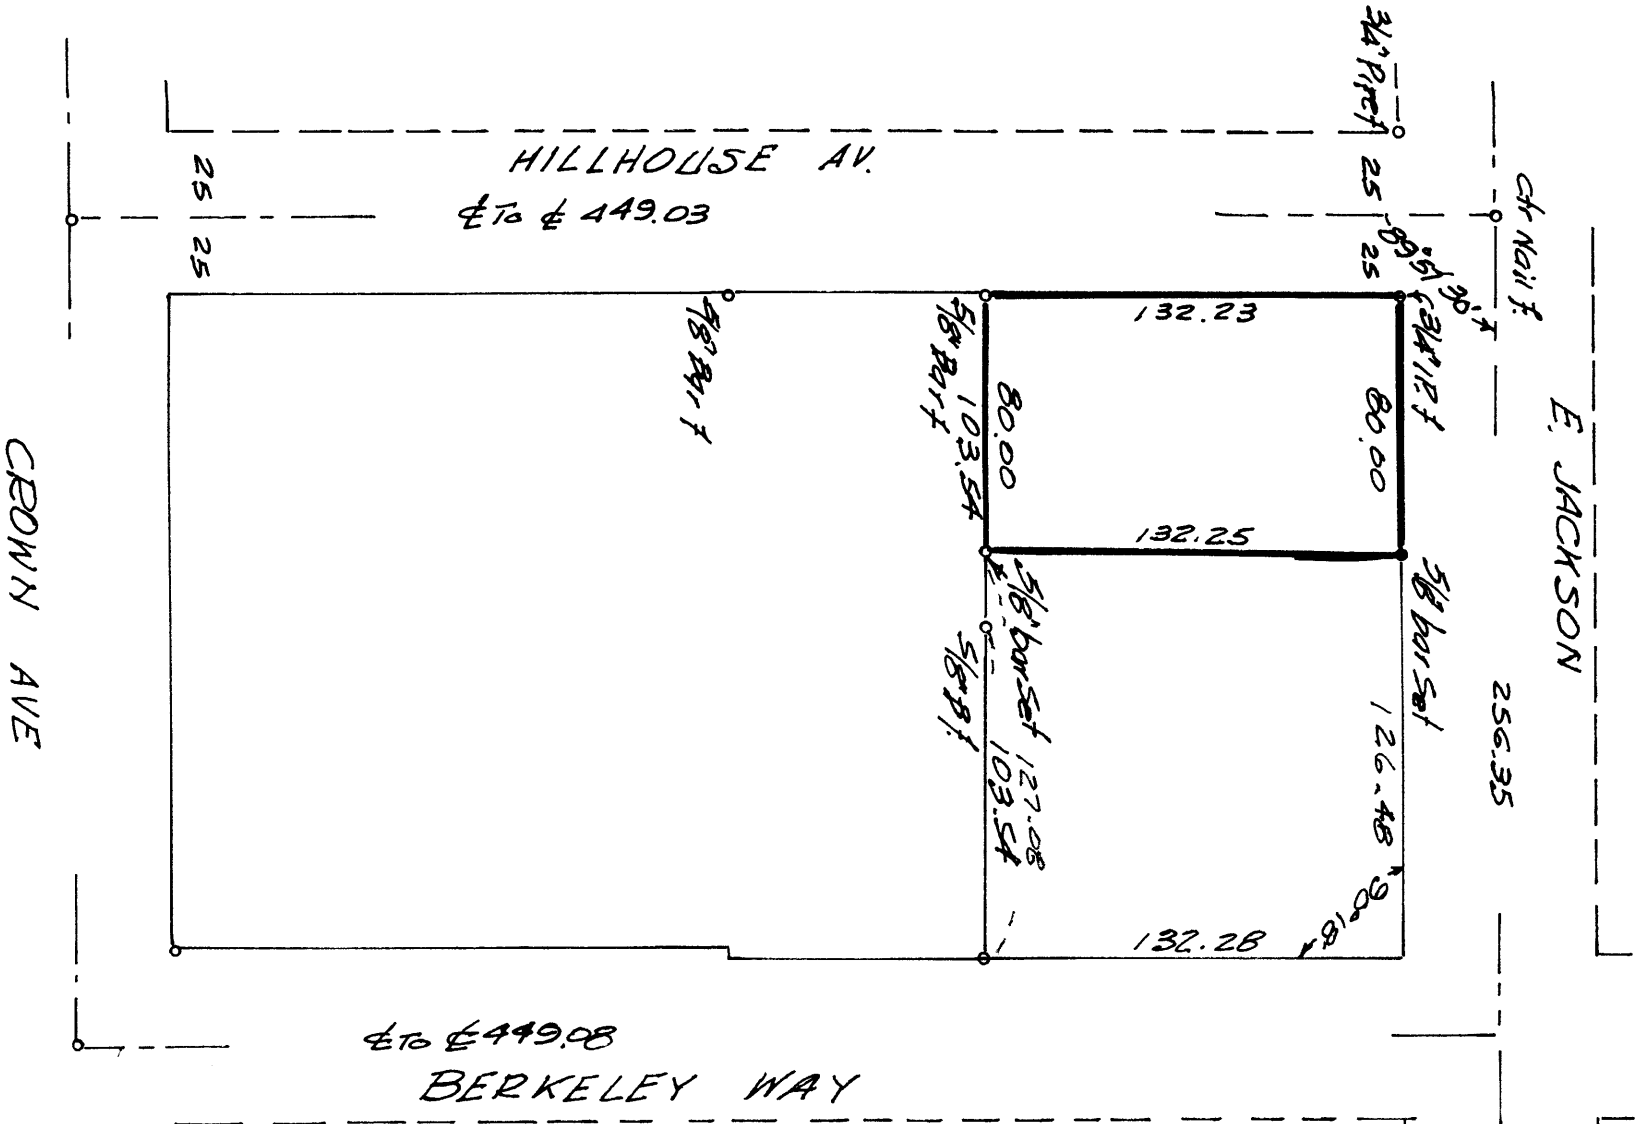 3/4" Pipe f
HILLHOUSE AV.
℄ To ℄ 449.03
25
25
25
25
Ctr Nail f.
89°51'30"
3/4" I.P. f
5/8" Bar f
5/8" Bar f
132.23
103.54
80.00
80.00
132.25
E. JACKSON
CROWN AVE
5/8" bar Set
5/8" bar Set
5/8" B f.
127.08
103.54
126.48
256.35
90°18'
132.28
℄ To ℄ 449.08
BERKELEY WAY